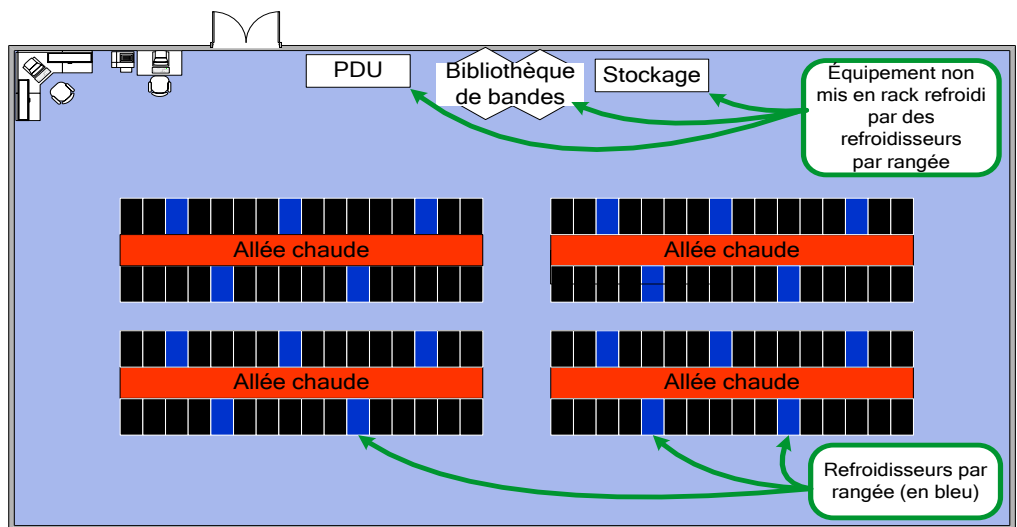 PDU
Bibliothèque
de bandes
Stockage
Équipement non
mis en rack refroidi
par des
refroidisseurs
par rangée
Allée chaude
Allée chaude
Allée chaude
Allée chaude
Refroidisseurs par
rangée (en bleu)